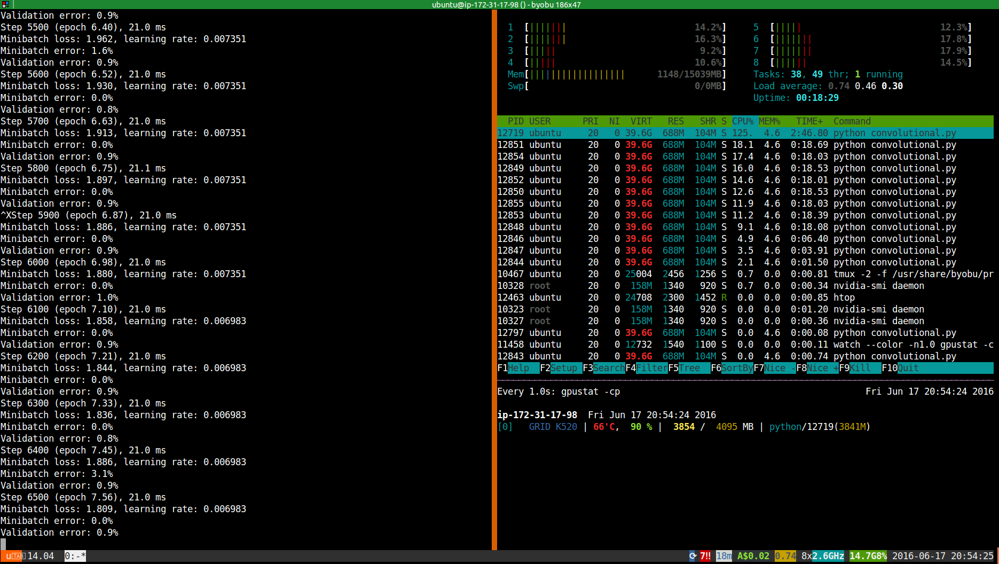 ubuntu@ip-172-31-17-98 () - byobu 186x47
Validation error: 0.9%
Step 5500 (epoch 6.40), 21.0 ms
Minibatch loss: 1.962, learning rate: 0.007351
Minibatch error: 1.6%
Validation error: 0.9%
Step 5600 (epoch 6.52), 21.0 ms
Minibatch loss: 1.930, learning rate: 0.007351
Minibatch error: 0.0%
Validation error: 0.8%
Step 5700 (epoch 6.63), 21.0 ms
Minibatch loss: 1.913, learning rate: 0.007351
Minibatch error: 0.0%
Validation error: 0.9%
Step 5800 (epoch 6.75), 21.1 ms
Minibatch loss: 1.897, learning rate: 0.007351
Minibatch error: 0.0%
Validation error: 0.9%
^XStep 5900 (epoch 6.87), 21.0 ms
Minibatch loss: 1.886, learning rate: 0.007351
Minibatch error: 0.0%
Validation error: 0.9%
Step 6000 (epoch 6.98), 21.0 ms
Minibatch loss: 1.880, learning rate: 0.007351
Minibatch error: 0.0%
Validation error: 1.0%
Step 6100 (epoch 7.10), 21.0 ms
Minibatch loss: 1.858, learning rate: 0.006983
Minibatch error: 0.0%
Validation error: 0.9%
Step 6200 (epoch 7.21), 21.0 ms
Minibatch loss: 1.844, learning rate: 0.006983
Minibatch error: 0.0%
Validation error: 0.9%
Step 6300 (epoch 7.33), 21.0 ms
Minibatch loss: 1.836, learning rate: 0.006983
Minibatch error: 0.0%
Validation error: 0.8%
Step 6400 (epoch 7.45), 21.0 ms
Minibatch loss: 1.886, learning rate: 0.006983
Minibatch error: 3.1%
Validation error: 0.9%
Step 6500 (epoch 7.56), 21.0 ms
Minibatch loss: 1.809, learning rate: 0.006983
Minibatch error: 0.0%
Validation error: 0.9%
1 [||||||| 14.2%] 5 [||||| 12.3%]
2 [||||||| 16.3%] 6 [||||||| 17.8%]
3 [||||| 9.2%] 7 [||||||| 17.9%]
4 [||||| 10.6%] 8 [|||||| 14.5%]
Mem[|||||||||||||||||| 1148/15039MB] Tasks: 38, 49 thr; 1 running
Swp[ 0/0MB] Load average: 0.74 0.46 0.30
Uptime: 00:18:29
PID USER PRI NI VIRT RES SHR S CPU% MEM% TIME+ Command
12719 ubuntu 20 0 39.6G 688M 104M S 125. 4.6 2:46.80 python convolutional.py
12851 ubuntu 20 0 39.6G 688M 104M S 18.1 4.6 0:18.69 python convolutional.py
12854 ubuntu 20 0 39.6G 688M 104M S 17.4 4.6 0:18.03 python convolutional.py
12849 ubuntu 20 0 39.6G 688M 104M S 16.0 4.6 0:18.53 python convolutional.py
12852 ubuntu 20 0 39.6G 688M 104M S 14.6 4.6 0:18.01 python convolutional.py
12850 ubuntu 20 0 39.6G 688M 104M S 12.6 4.6 0:18.53 python convolutional.py
12855 ubuntu 20 0 39.6G 688M 104M S 11.9 4.6 0:18.03 python convolutional.py
12853 ubuntu 20 0 39.6G 688M 104M S 11.2 4.6 0:18.39 python convolutional.py
12848 ubuntu 20 0 39.6G 688M 104M S 9.1 4.6 0:18.08 python convolutional.py
12846 ubuntu 20 0 39.6G 688M 104M S 4.9 4.6 0:06.40 python convolutional.py
12847 ubuntu 20 0 39.6G 688M 104M S 3.5 4.6 0:03.91 python convolutional.py
12844 ubuntu 20 0 39.6G 688M 104M S 2.1 4.6 0:01.50 python convolutional.py
10467 ubuntu 20 0 25004 2456 1256 S 0.7 0.0 0:00.81 tmux -2 -f /usr/share/byobu/pr
10328 root 20 0 158M 1340 920 S 0.7 0.0 0:00.34 nvidia-smi daemon
12463 ubuntu 20 0 24708 2300 1452 R 0.0 0.0 0:00.85 htop
10323 root 20 0 158M 1340 920 S 0.0 0.0 0:01.20 nvidia-smi daemon
10327 root 20 0 158M 1340 920 S 0.0 0.0 0:00.36 nvidia-smi daemon
12797 ubuntu 20 0 39.6G 688M 104M S 0.0 4.6 0:00.08 python convolutional.py
11458 ubuntu 20 0 12732 1540 1100 S 0.0 0.0 0:00.11 watch --color -n1.0 gpustat -c
12843 ubuntu 20 0 39.6G 688M 104M S 0.0 4.6 0:00.74 python convolutional.py
F1Help F2Setup F3SearchF4FilterF5Tree F6SortByF7Nice -F8Nice +F9Kill F10Quit
Every 1.0s: gpustat -cp Fri Jun 17 20:54:24 2016
ip-172-31-17-98 Fri Jun 17 20:54:24 2016
[0] GRID K520 | 66'C, 90 % | 3854 / 4095 MB | python/12719(3841M)
u TAB 14.04 0:-* ⟳ 7!! 18m A$0.02 0.74 8x2.6GHz 14.7G8% 2016-06-17 20:54:25